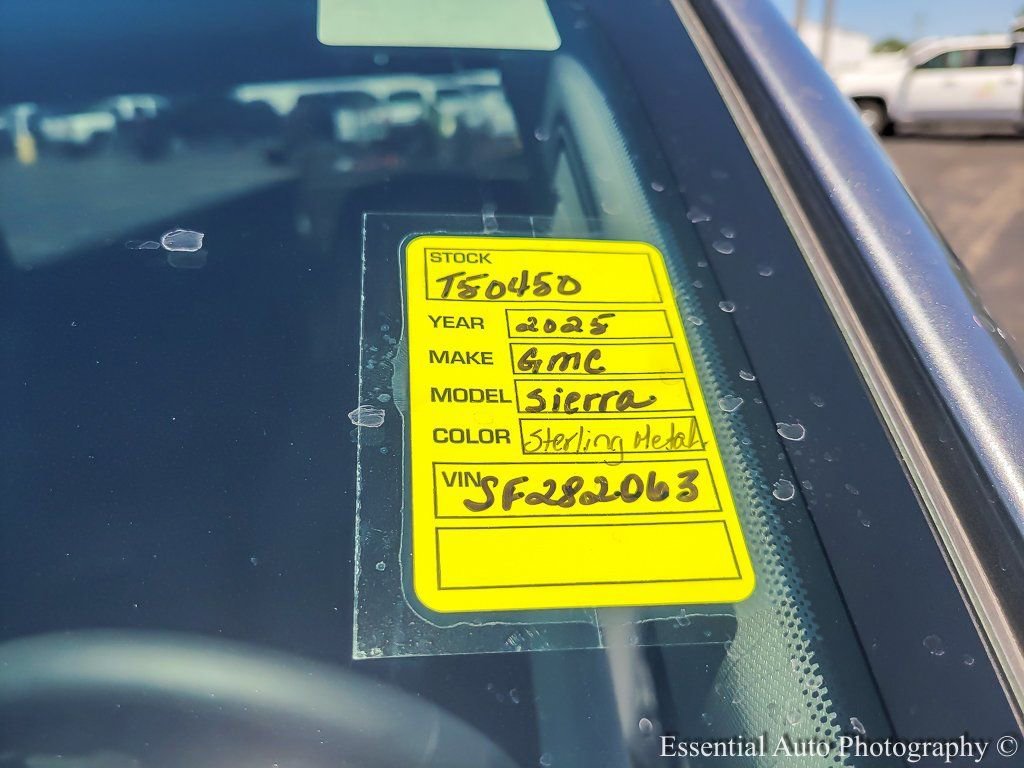 STOCK
T50450
YEAR 2025
MAKE GMC
MODEL Sierra
COLOR Sterling Metal
VIN SF282063
Essential Auto Photography ©